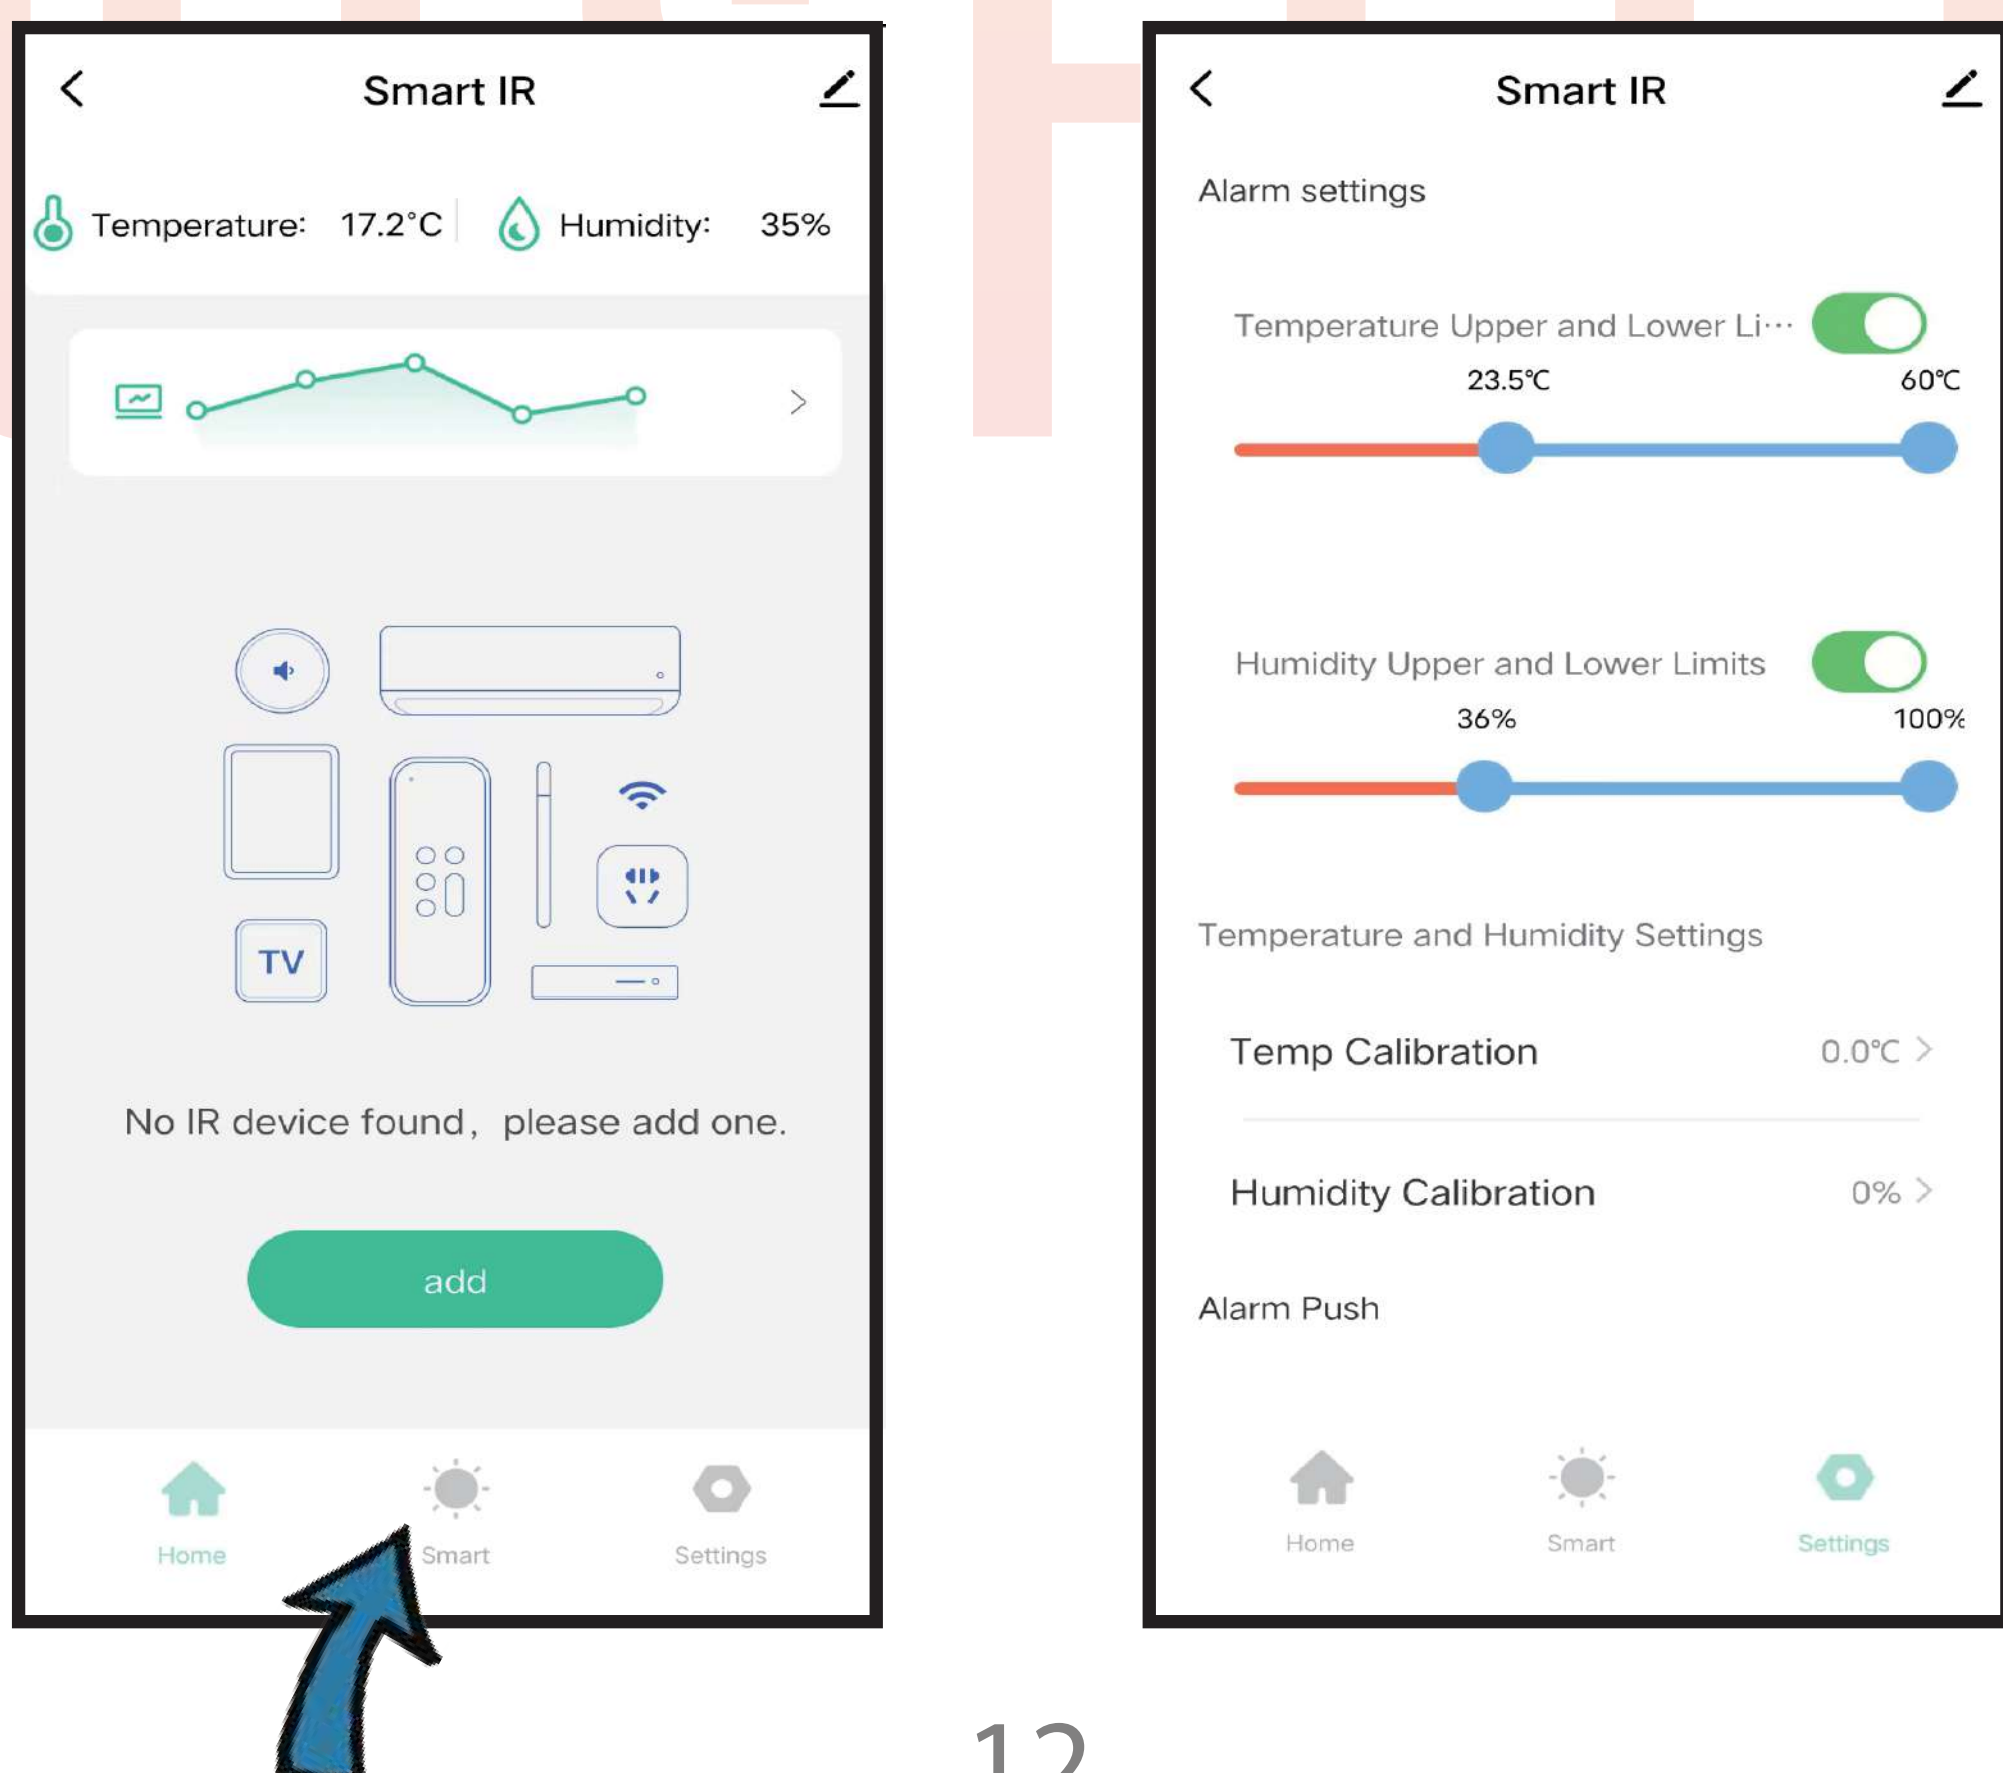 Smart IR
Temperature: 17.2°C
Humidity: 35%
TV
No IR device found, please add one.
add
Home
Smart
Settings
Smart IR
Alarm settings
Temperature Upper and Lower Li···
23.5℃
60℃
Humidity Upper and Lower Limits
36%
100%
Temperature and Humidity Settings
Temp Calibration
0.0℃
Humidity Calibration
0%
Alarm Push
Home
Smart
Settings
12